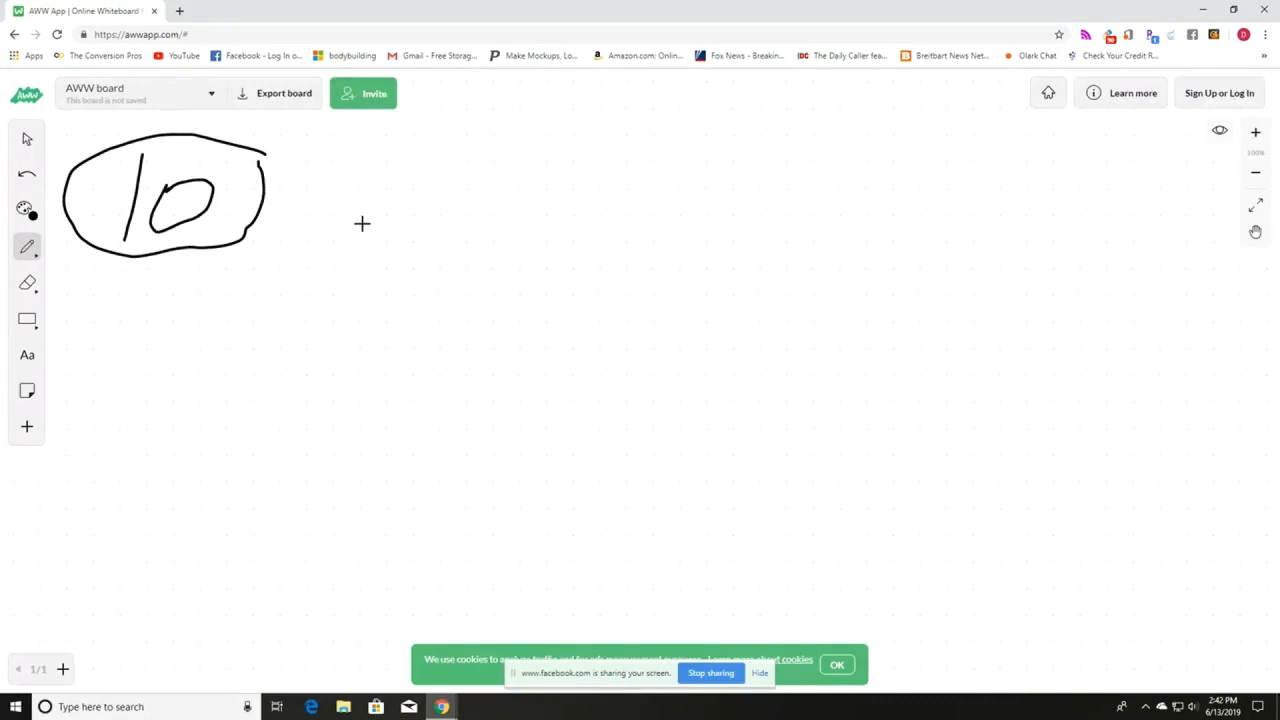 AWW App | Online Whiteboard
https://awwapp.com/#
Apps
The Conversion Pros
YouTube
Facebook - Log In o...
bodybuilding
Gmail - Free Storag...
Make Mockups, Lo...
Amazon.com: Onlin...
Fox News - Breakin...
The Daily Caller fea...
Breitbart News Net...
Olark Chat
Check Your Credit R...
»
AWW
AWW board
This board is not saved
Export board
Invite
Learn more
Sign Up or Log In
100%
10
Aa
1/1
We use cookies to
cookies
OK
www.facebook.com is sharing your screen.
Stop sharing
Hide
Type here to search
2:42 PM
6/13/2019